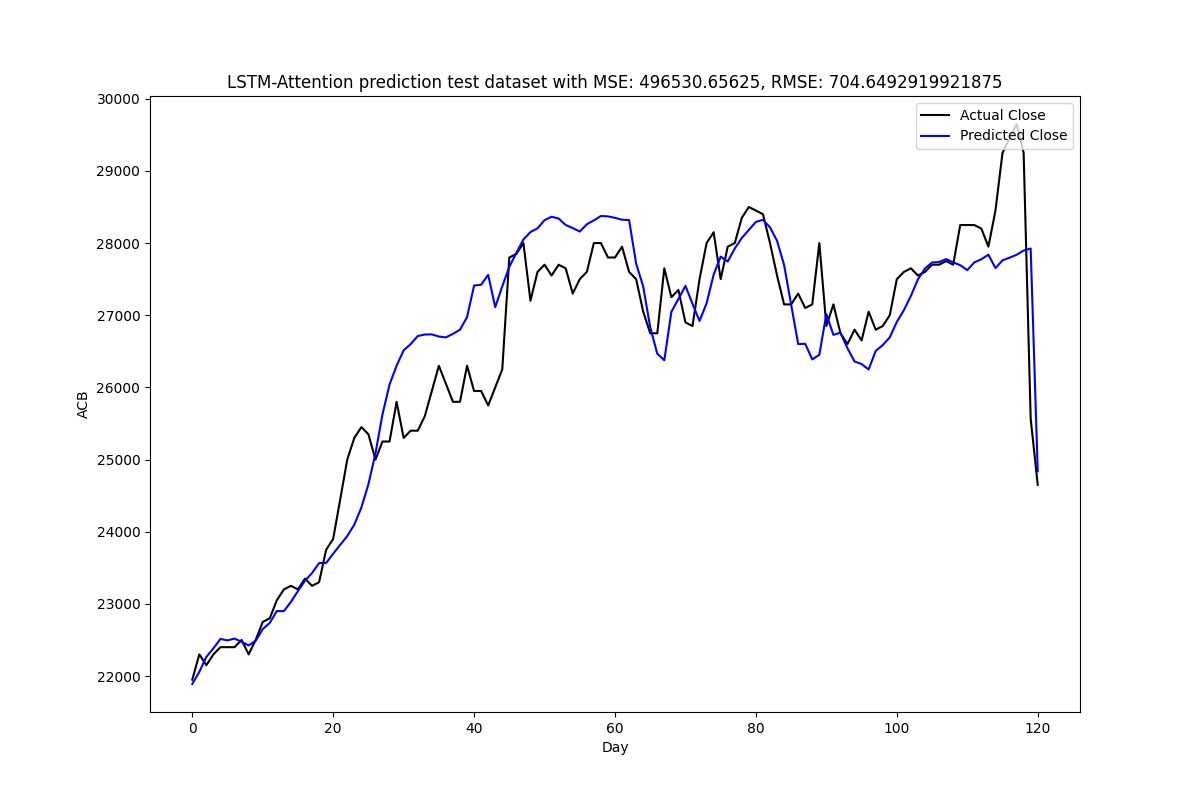 LSTM-Attention prediction test dataset with MSE: 496530.65625, RMSE: 704.6492919921875
Actual Close
Predicted Close
30000
29000
28000
27000
26000
25000
24000
23000
22000
ACB
0 20 40 60 80 100 120
Day